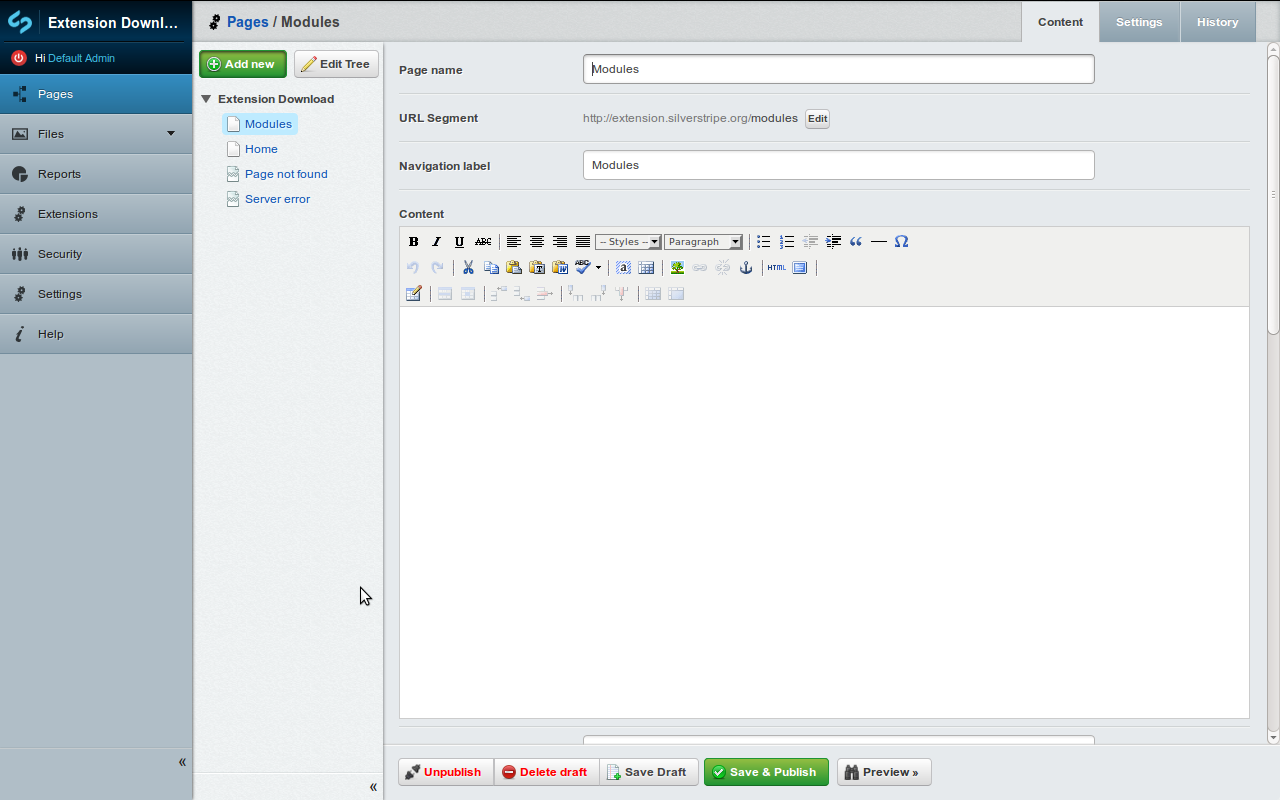 Extension Downl...
Hi Default Admin
Pages
Files
Reports
Extensions
Security
Settings
Help
«
Pages / Modules
Content
Settings
History
Add new
Edit Tree
Extension Download
Modules
Home
Page not found
Server error
«
Page name
Modules
URL Segment
http://extension.silverstripe.org/modules
Edit
Navigation label
Modules
Content
B I U ABC
-- Styles --
Paragraph
ABC
HTML
Unpublish
Delete draft
Save Draft
Save & Publish
Preview »